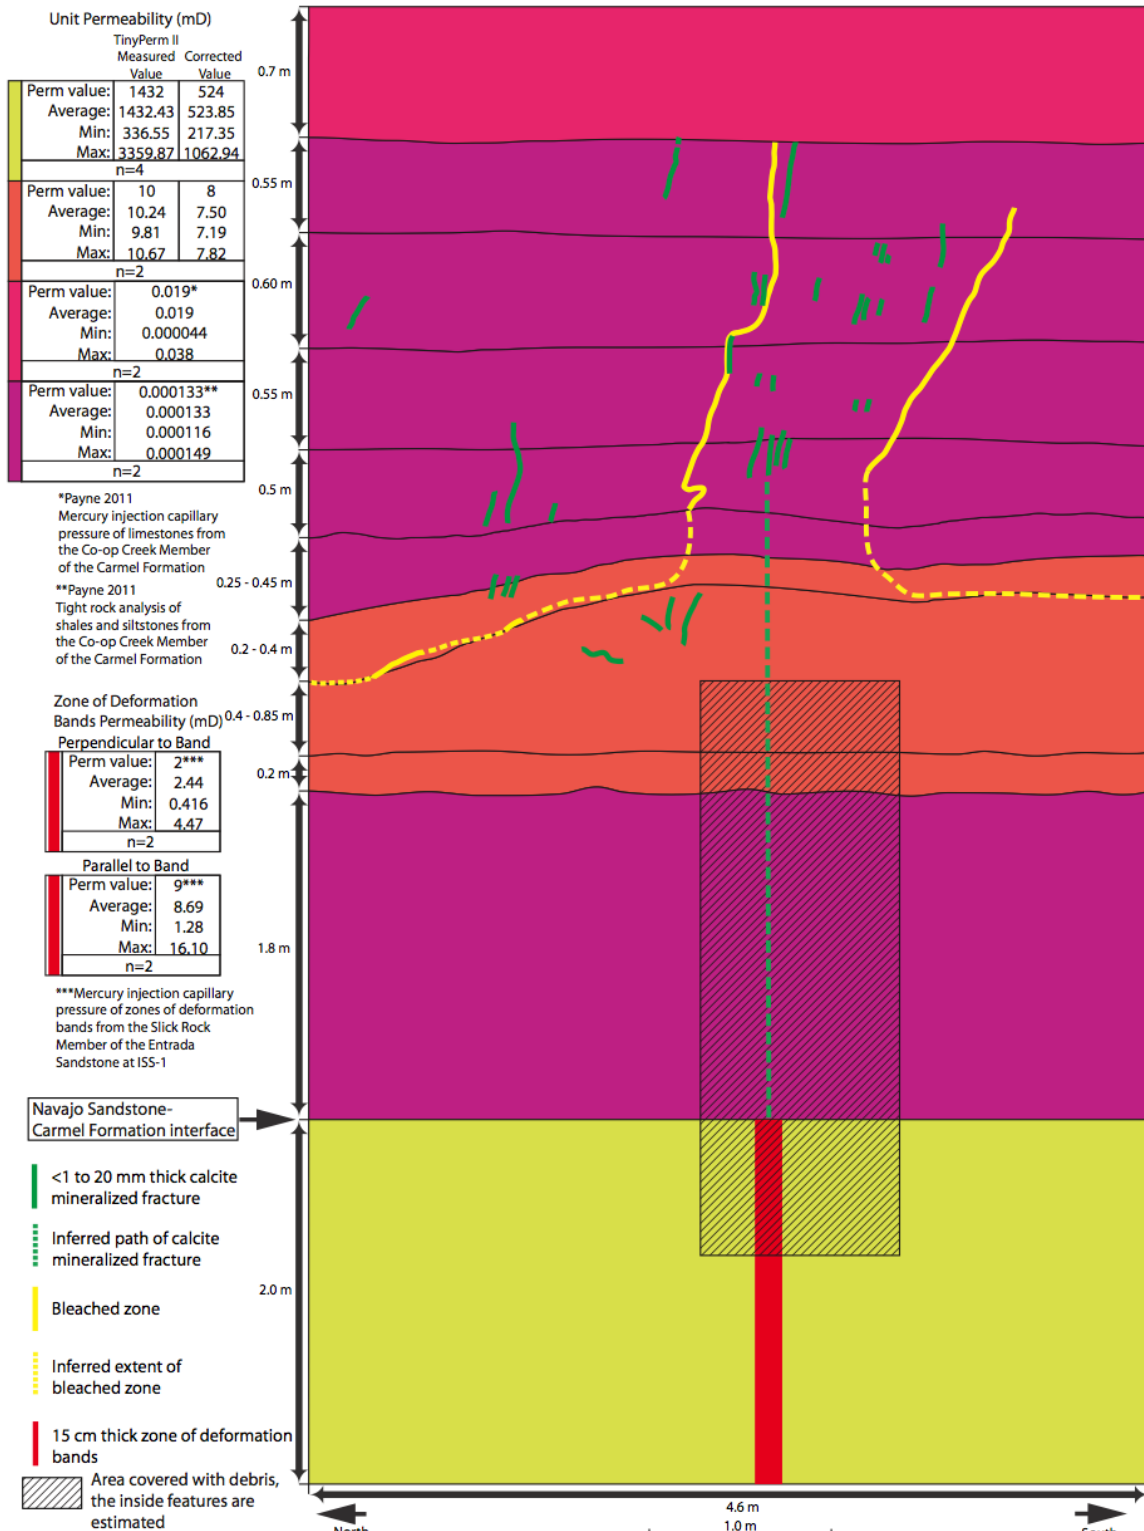 Unit Permeability (mD)
TinyPerm II
Measured Corrected
Value Value
Perm value: 1432 524
Average: 1432.43 523.85
Min: 336.55 217.35
Max: 3359.87 1062.94
n=4
Perm value: 10 8
Average: 10.24 7.50
Min: 9.81 7.19
Max: 10.67 7.82
n=2
Perm value: 0.019*
Average: 0.019
Min: 0.000044
Max: 0.038
n=2
Perm value: 0.000133**
Average: 0.000133
Min: 0.000116
Max: 0.000149
n=2
*Payne 2011
Mercury injection capillary
pressure of limestones from
the Co-op Creek Member
of the Carmel Formation
**Payne 2011
Tight rock analysis of
shales and siltstones from
the Co-op Creek Member
of the Carmel Formation
Zone of Deformation
Bands Permeability (mD)
Perpendicular to Band
Perm value: 2***
Average: 2.44
Min: 0.416
Max: 4.47
n=2
Parallel to Band
Perm value: 9***
Average: 8.69
Min: 1.28
Max: 16.10
n=2
***Mercury injection capillary
pressure of zones of deformation
bands from the Slick Rock
Member of the Entrada
Sandstone at ISS-1
Navajo Sandstone-
Carmel Formation interface
<1 to 20 mm thick calcite
mineralized fracture
Inferred path of calcite
mineralized fracture
Bleached zone
Inferred extent of
bleached zone
15 cm thick zone of deformation
bands
Area covered with debris,
the inside features are
estimated
0.7 m
0.55 m
0.60 m
0.55 m
0.5 m
0.25 - 0.45 m
0.2 - 0.4 m
0.4 - 0.85 m
0.2 m
1.8 m
2.0 m
4.6 m
North
1.0 m
South